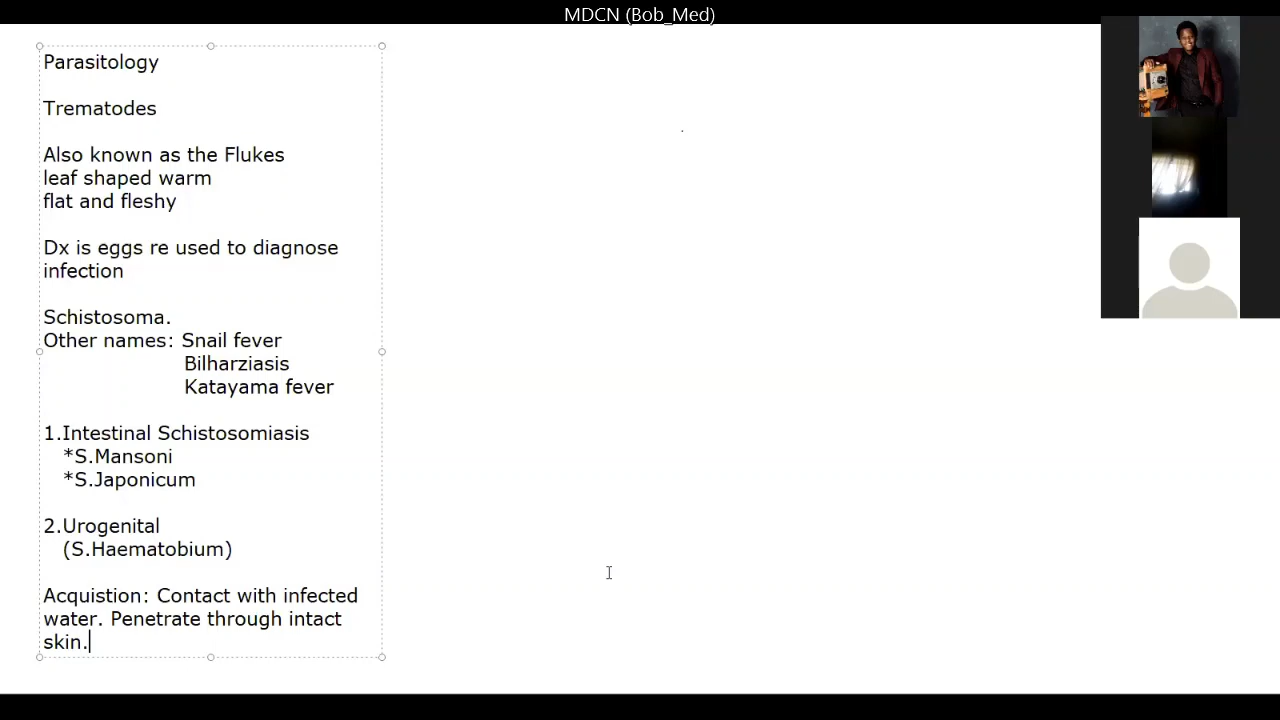 MDCN (Bob_Med)
Parasitology
Trematodes
Also known as the Flukes
leaf shaped warm
flat and fleshy
Dx is eggs re used to diagnose
infection
Schistosoma.
Other names: Snail fever
Bilharziasis
Katayama fever
1.Intestinal Schistosomiasis
*S.Mansoni
*S.Japonicum
2.Urogenital
(S.Haematobium)
Acquistion: Contact with infected
water. Penetrate through intact
skin.